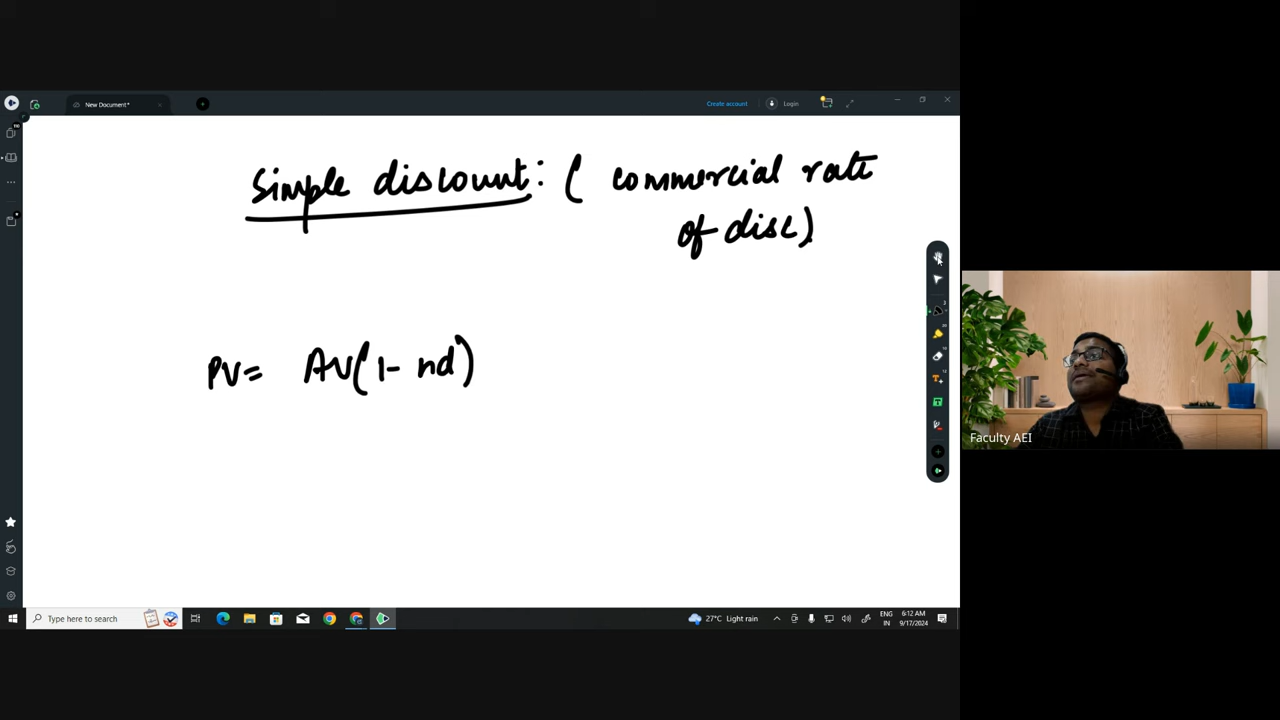 New Document*
Create account
Login
Simple discount: ( commercial rate
of disc)
PV= AV(1- nd)
Faculty AEI
Type here to search
27°C Light rain
ENG
IN
6:12 AM
9/17/2024